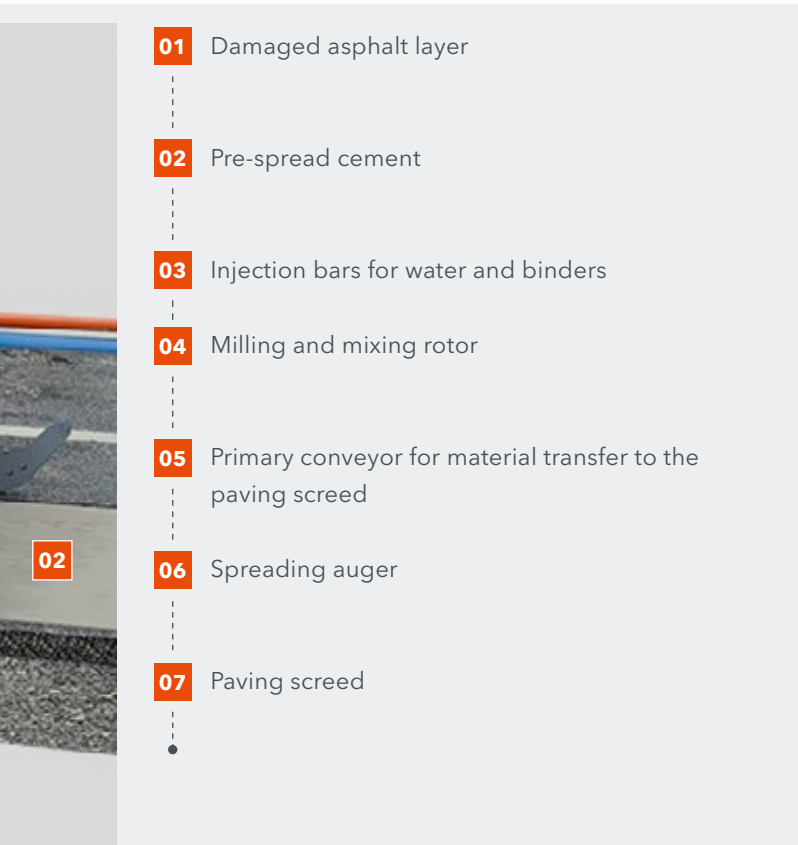 01 Damaged asphalt layer
02 Pre-spread cement
03 Injection bars for water and binders
04 Milling and mixing rotor
05 Primary conveyor for material transfer to the
paving screed
02
06 Spreading auger
07 Paving screed